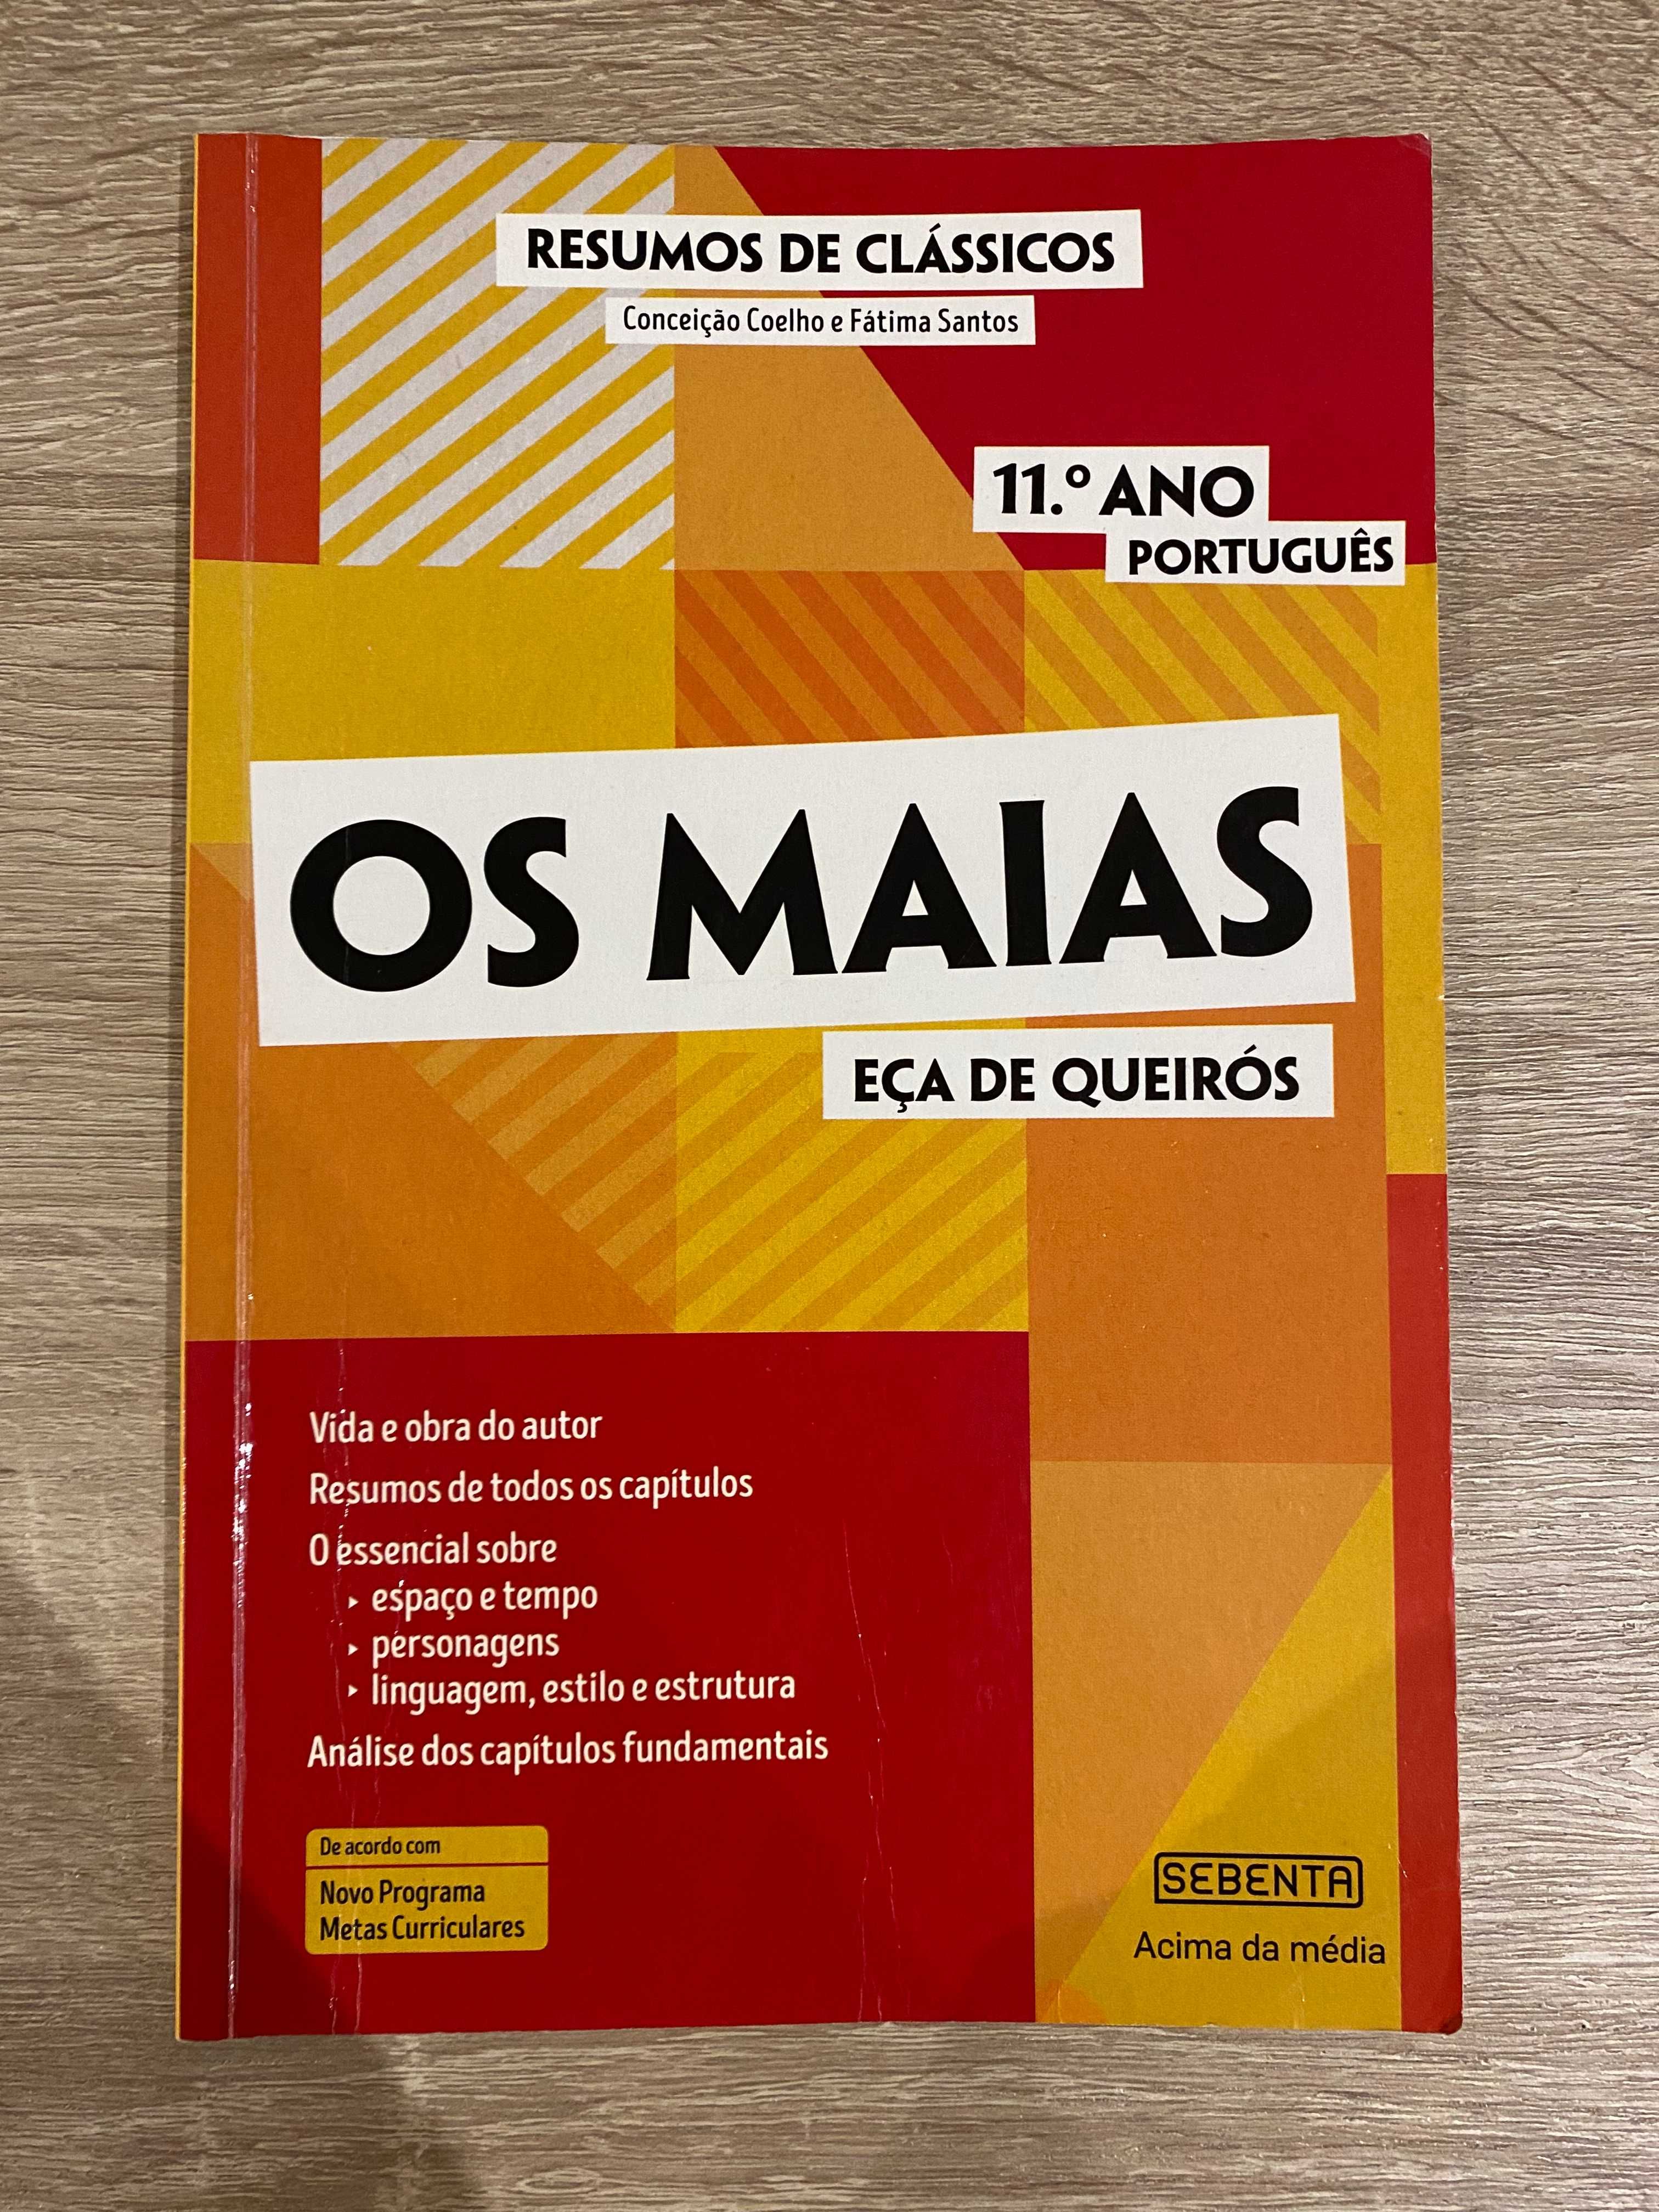 RESUMOS DE CLÁSSICOS
Conceição Coelho e Fátima Santos
11.º ANO
PORTUGUÊS
OS MAIAS
EÇA DE QUEIRÓS
Vida e obra do autor
Resumos de todos os capítulos
O essencial sobre
‣ espaço e tempo
‣ personagens
‣ linguagem, estilo e estrutura
Análise dos capítulos fundamentais
De acordo com
Novo Programa
Metas Curriculares
SEBENTA
Acima da média